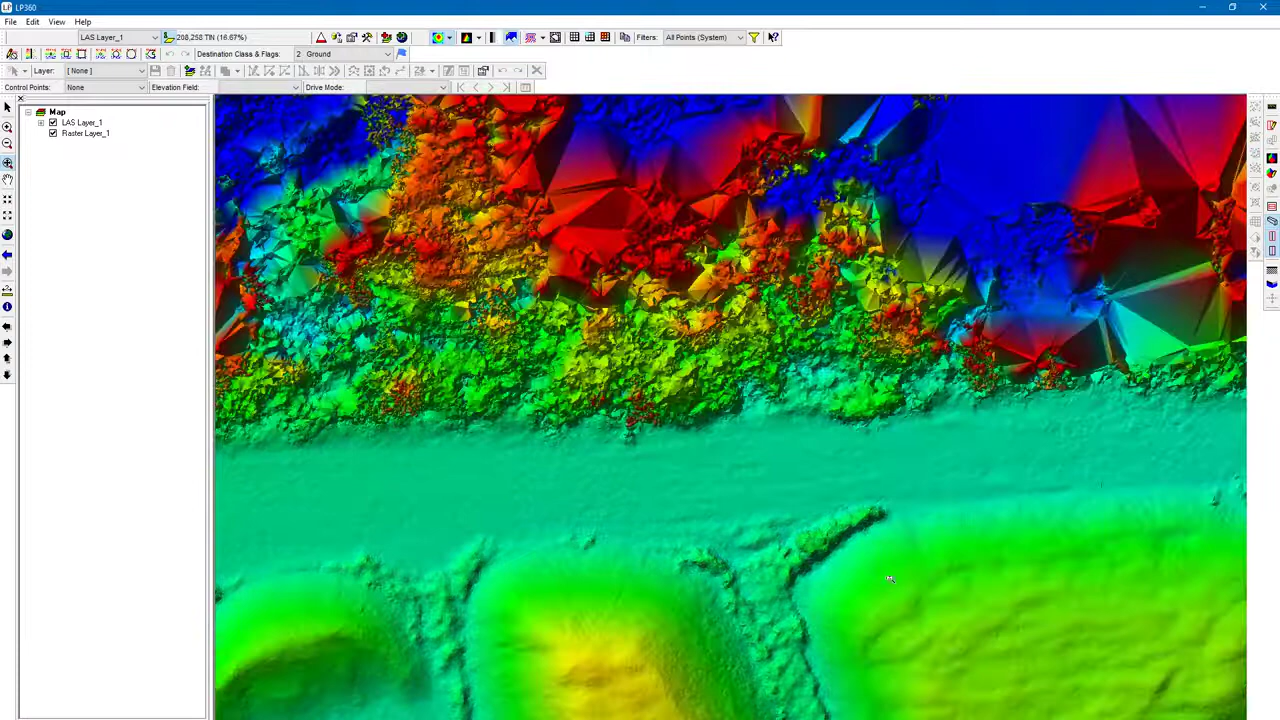 LP LP360
File Edit View Help
LAS Layer_1 208,258 TIN (16.67%) Filters: All Points (System)
Destination Class & Flags: 2 Ground
Layer: [ None ]
Control Points: None Elevation Field: Drive Mode:
Map
LAS Layer_1
Raster Layer_1